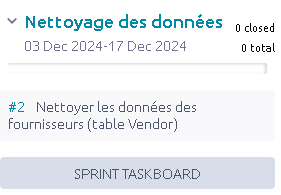 Nettoyage des données
0 closed
03 Dec 2024-17 Dec 2024
0 total
#2 Nettoyer les données des
fournisseurs (table Vendor)
SPRINT TASKBOARD